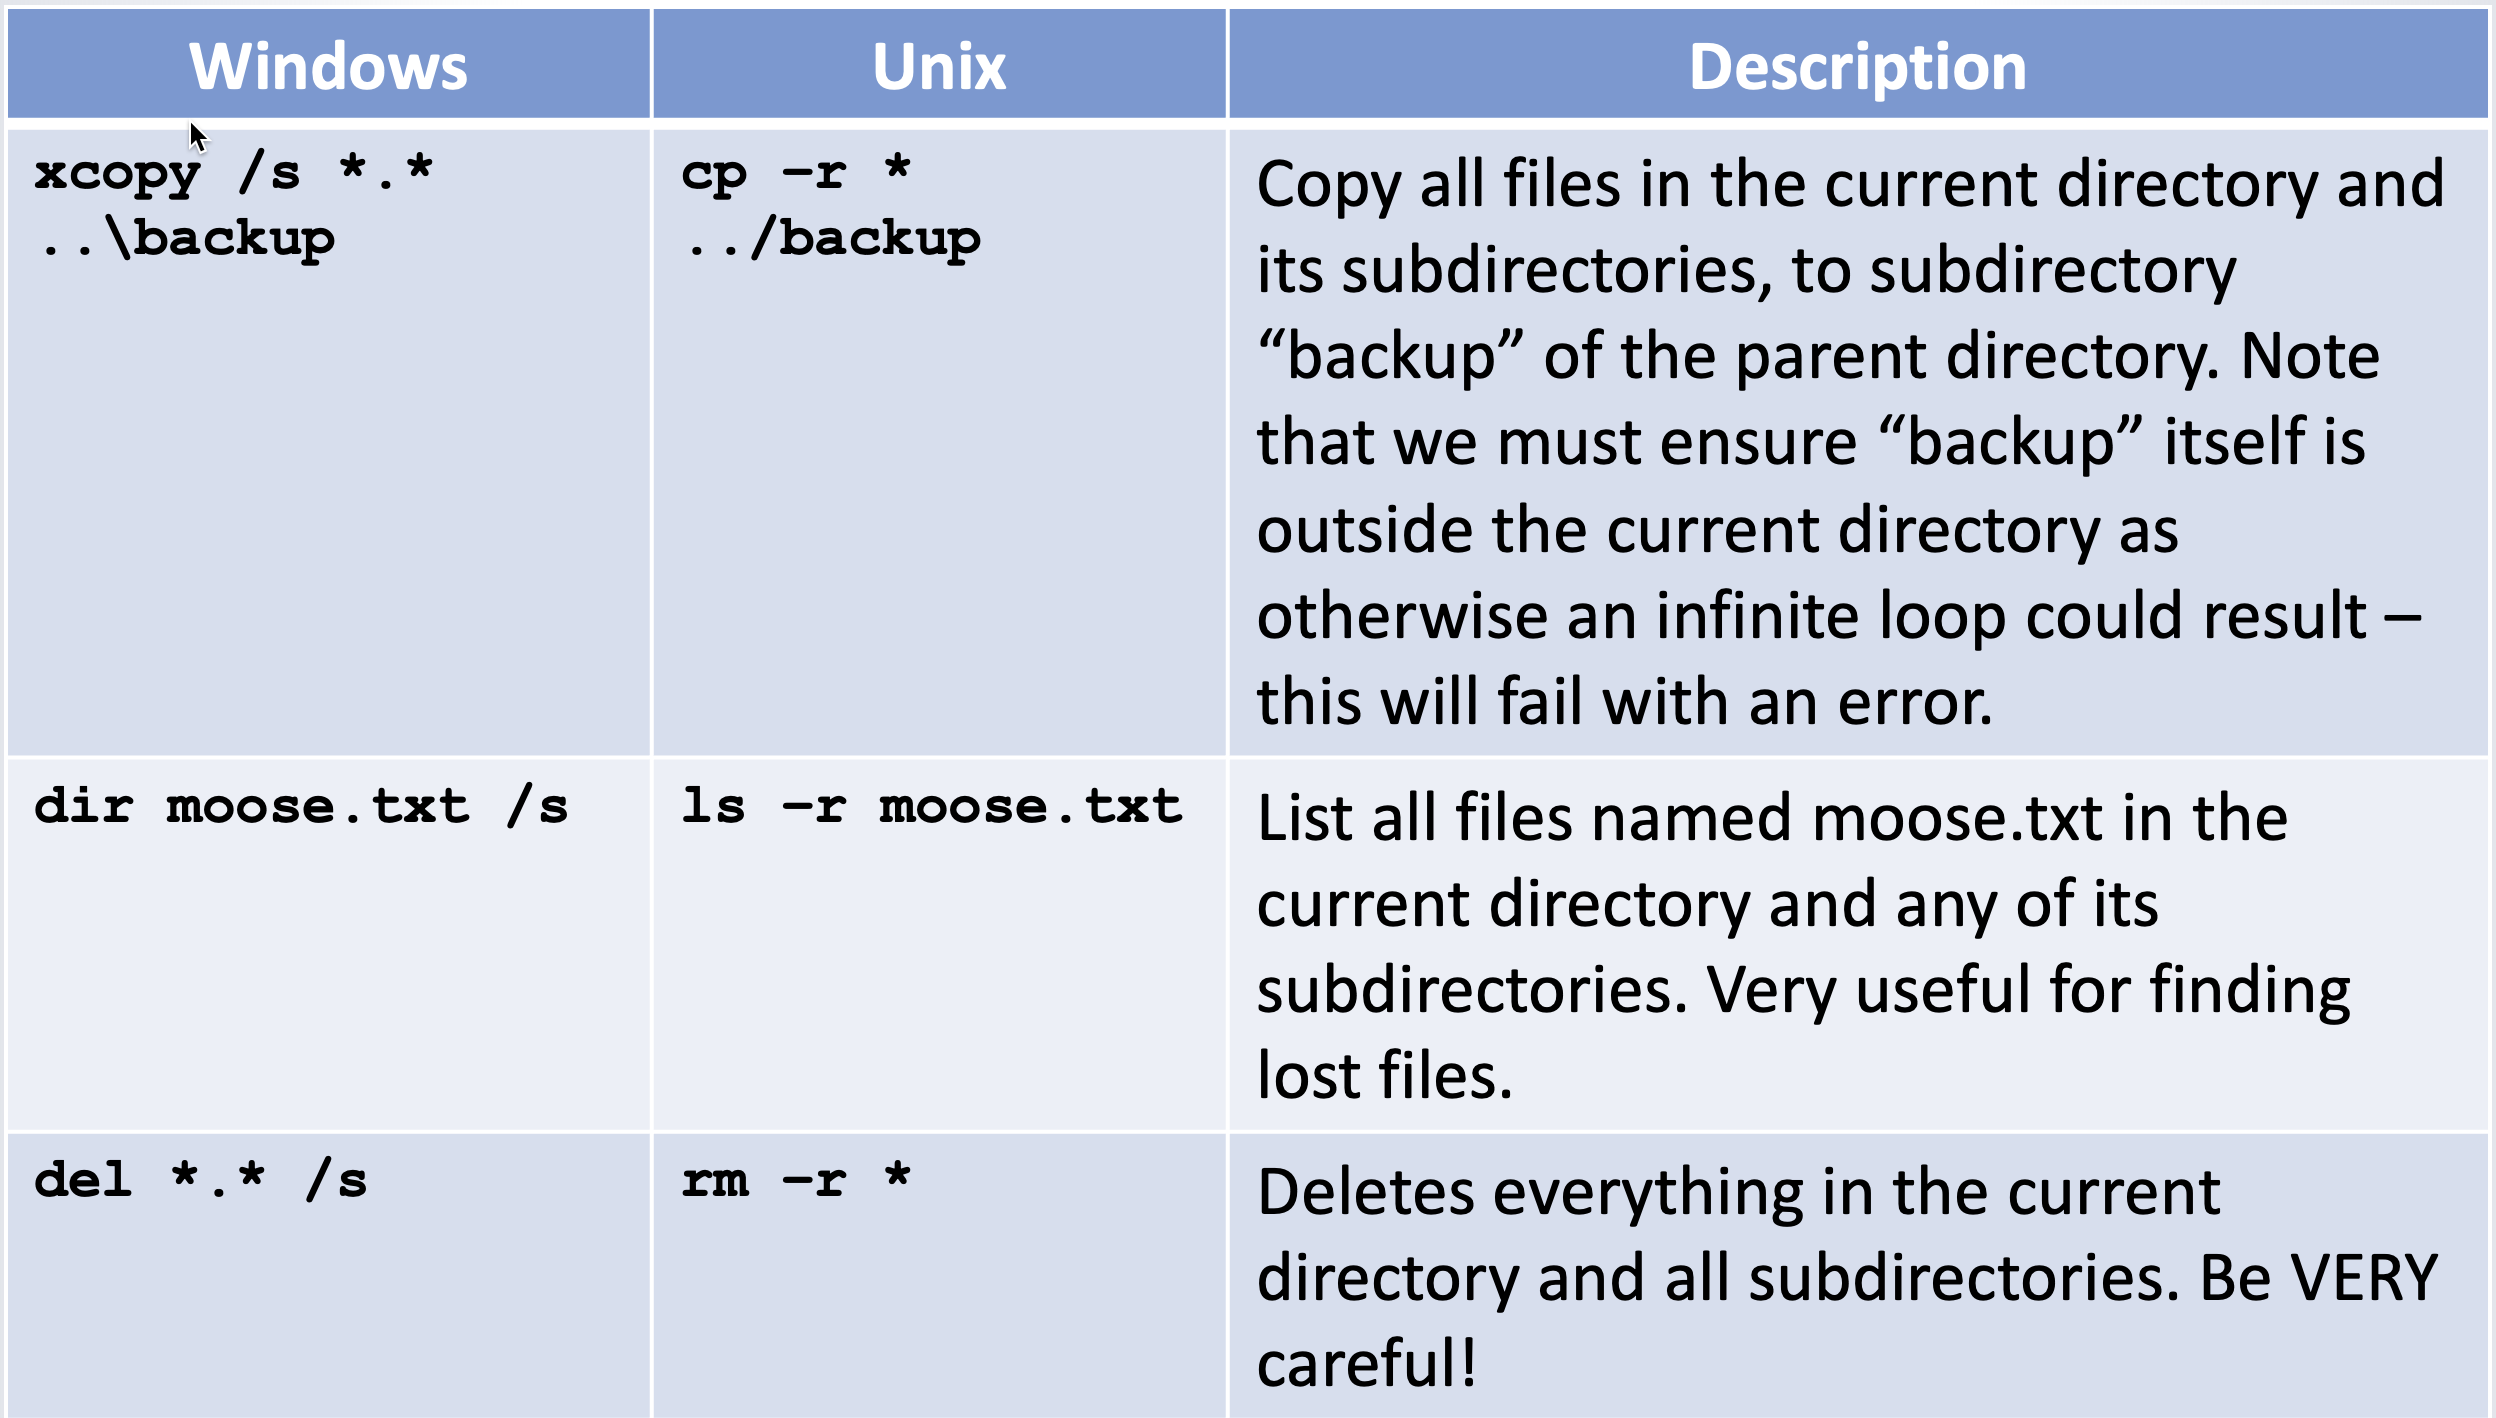 Windows
Unix
Description
xcopy /s *.*
..\backup
cp –r *
../backup
Copy all files in the current directory and
its subdirectories, to subdirectory
“backup” of the parent directory. Note
that we must ensure “backup” itself is
outside the current directory as
otherwise an infinite loop could result –
this will fail with an error.
dir moose.txt /s
ls –r moose.txt
List all files named moose.txt in the
current directory and any of its
subdirectories. Very useful for finding
lost files.
del *.* /s
rm –r *
Deletes everything in the current
directory and all subdirectories. Be VERY
careful!